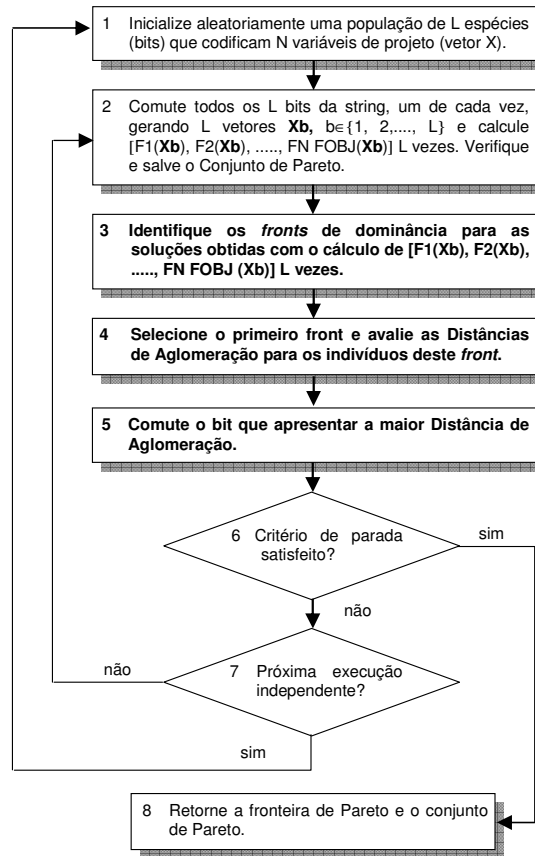 1 Inicialize aleatoriamente uma população de L espécies
(bits) que codificam N variáveis de projeto (vetor X).
2 Comute todos os L bits da string, um de cada vez,
gerando L vetores Xb, b∈{1, 2,...., L} e calcule
[F1(Xb), F2(Xb), ....., FN FOBJ(Xb)] L vezes. Verifique
e salve o Conjunto de Pareto.
3 Identifique os fronts de dominância para as
soluções obtidas com o cálculo de [F1(Xb), F2(Xb),
....., FN FOBJ (Xb)] L vezes.
4 Selecione o primeiro front e avalie as Distâncias
de Aglomeração para os indivíduos deste front.
5 Comute o bit que apresentar a maior Distância de
Aglomeração.
6 Critério de parada
satisfeito?
sim
não
não
7 Próxima execução
independente?
sim
8 Retorne a fronteira de Pareto e o conjunto
de Pareto.